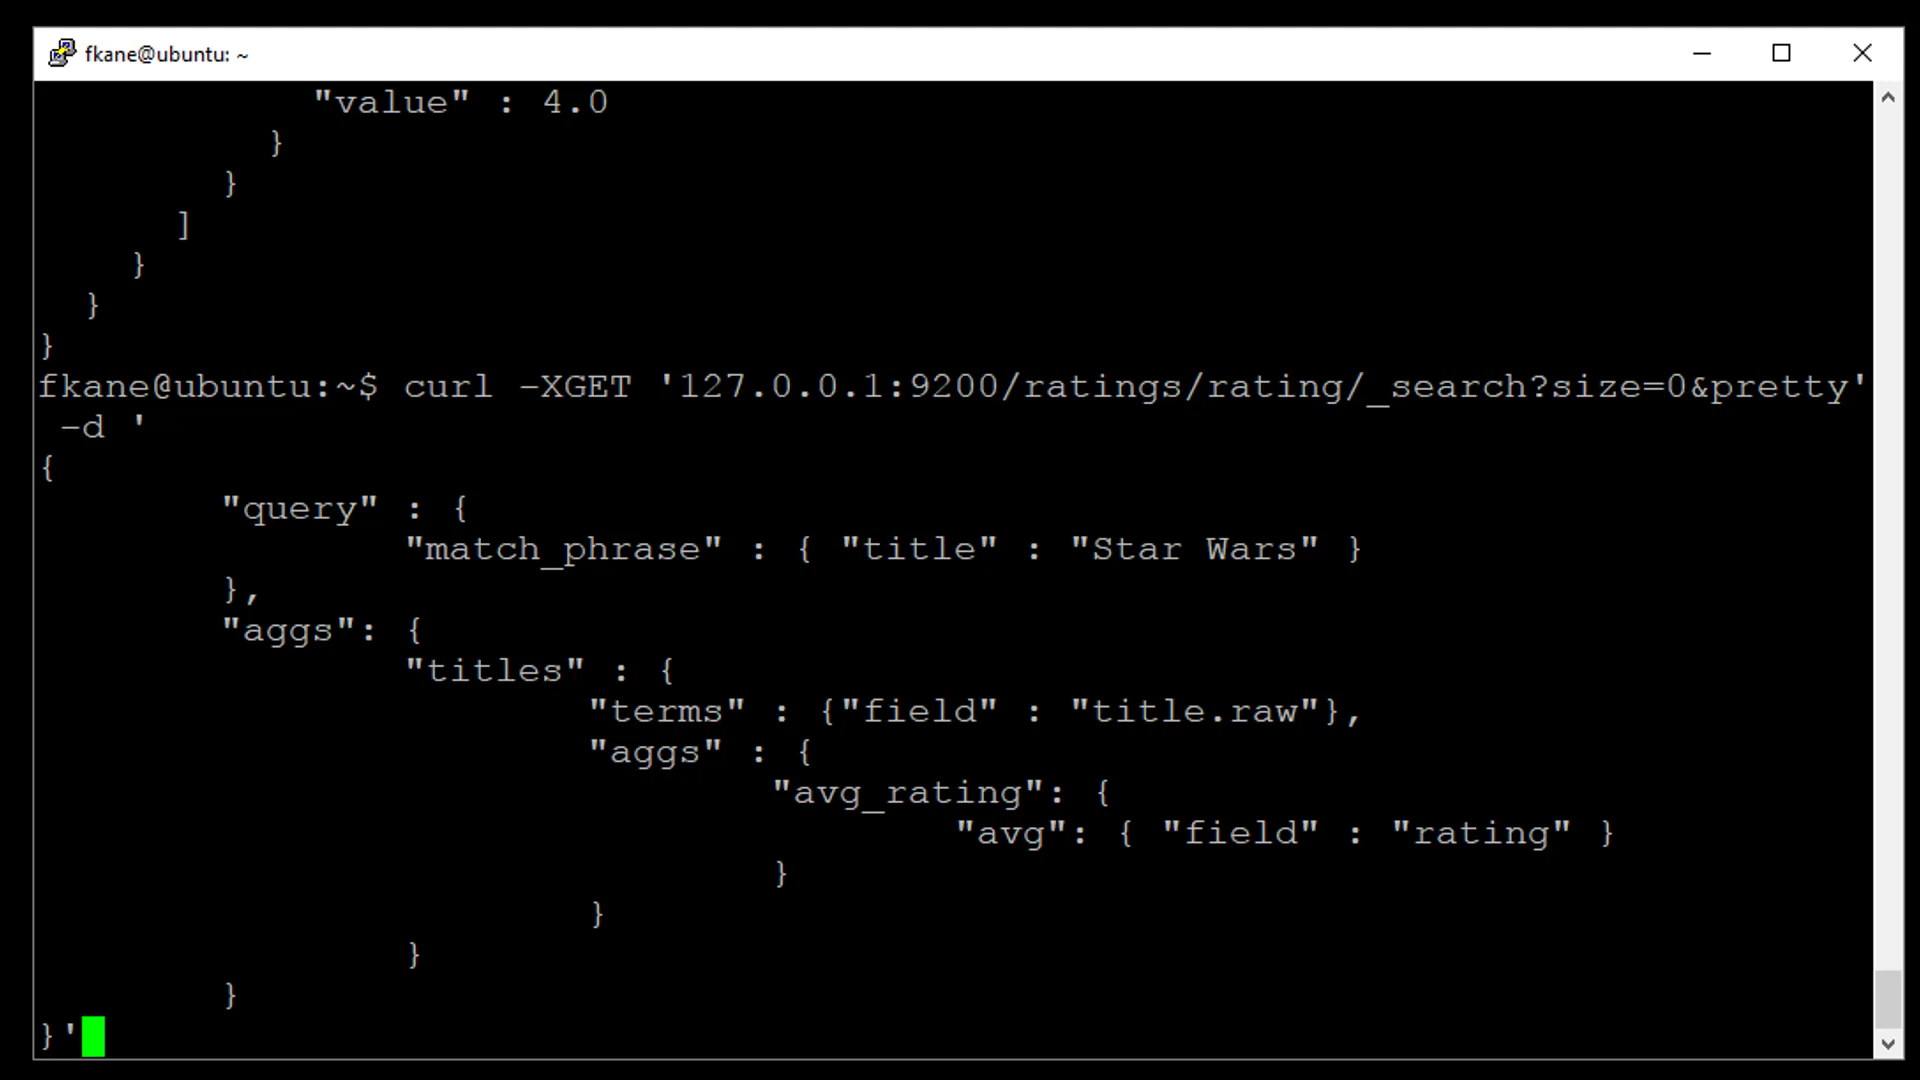 fkane@ubuntu: ~
"value" : 4.0
}
}
]
}
}
}
fkane@ubuntu:~$ curl -XGET '127.0.0.1:9200/ratings/rating/_search?size=0&pretty'
-d '
{
"query" : {
"match_phrase" : { "title" : "Star Wars" }
},
"aggs": {
"titles" : {
"terms" : {"field" : "title.raw"},
"aggs" : {
"avg_rating": {
"avg": { "field" : "rating" }
}
}
}
}
}'